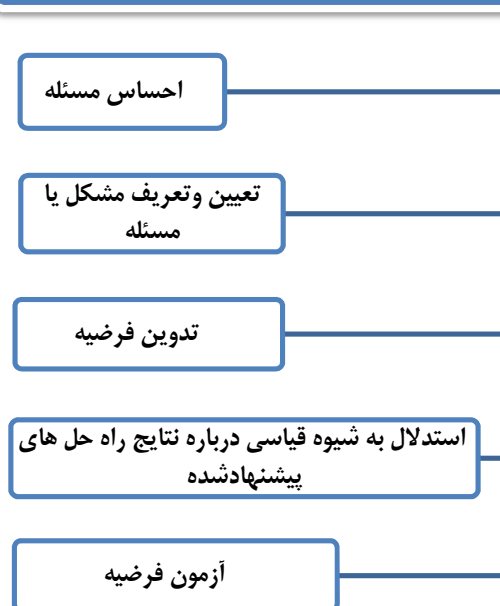 احساس مسئله
تعیین وتعریف مشکل یا
مسئله
تدوین فرضیه
استدلال به شیوه قیاسی درباره نتایج راه حل های
پیشنهادشده
آزمون فرضیه